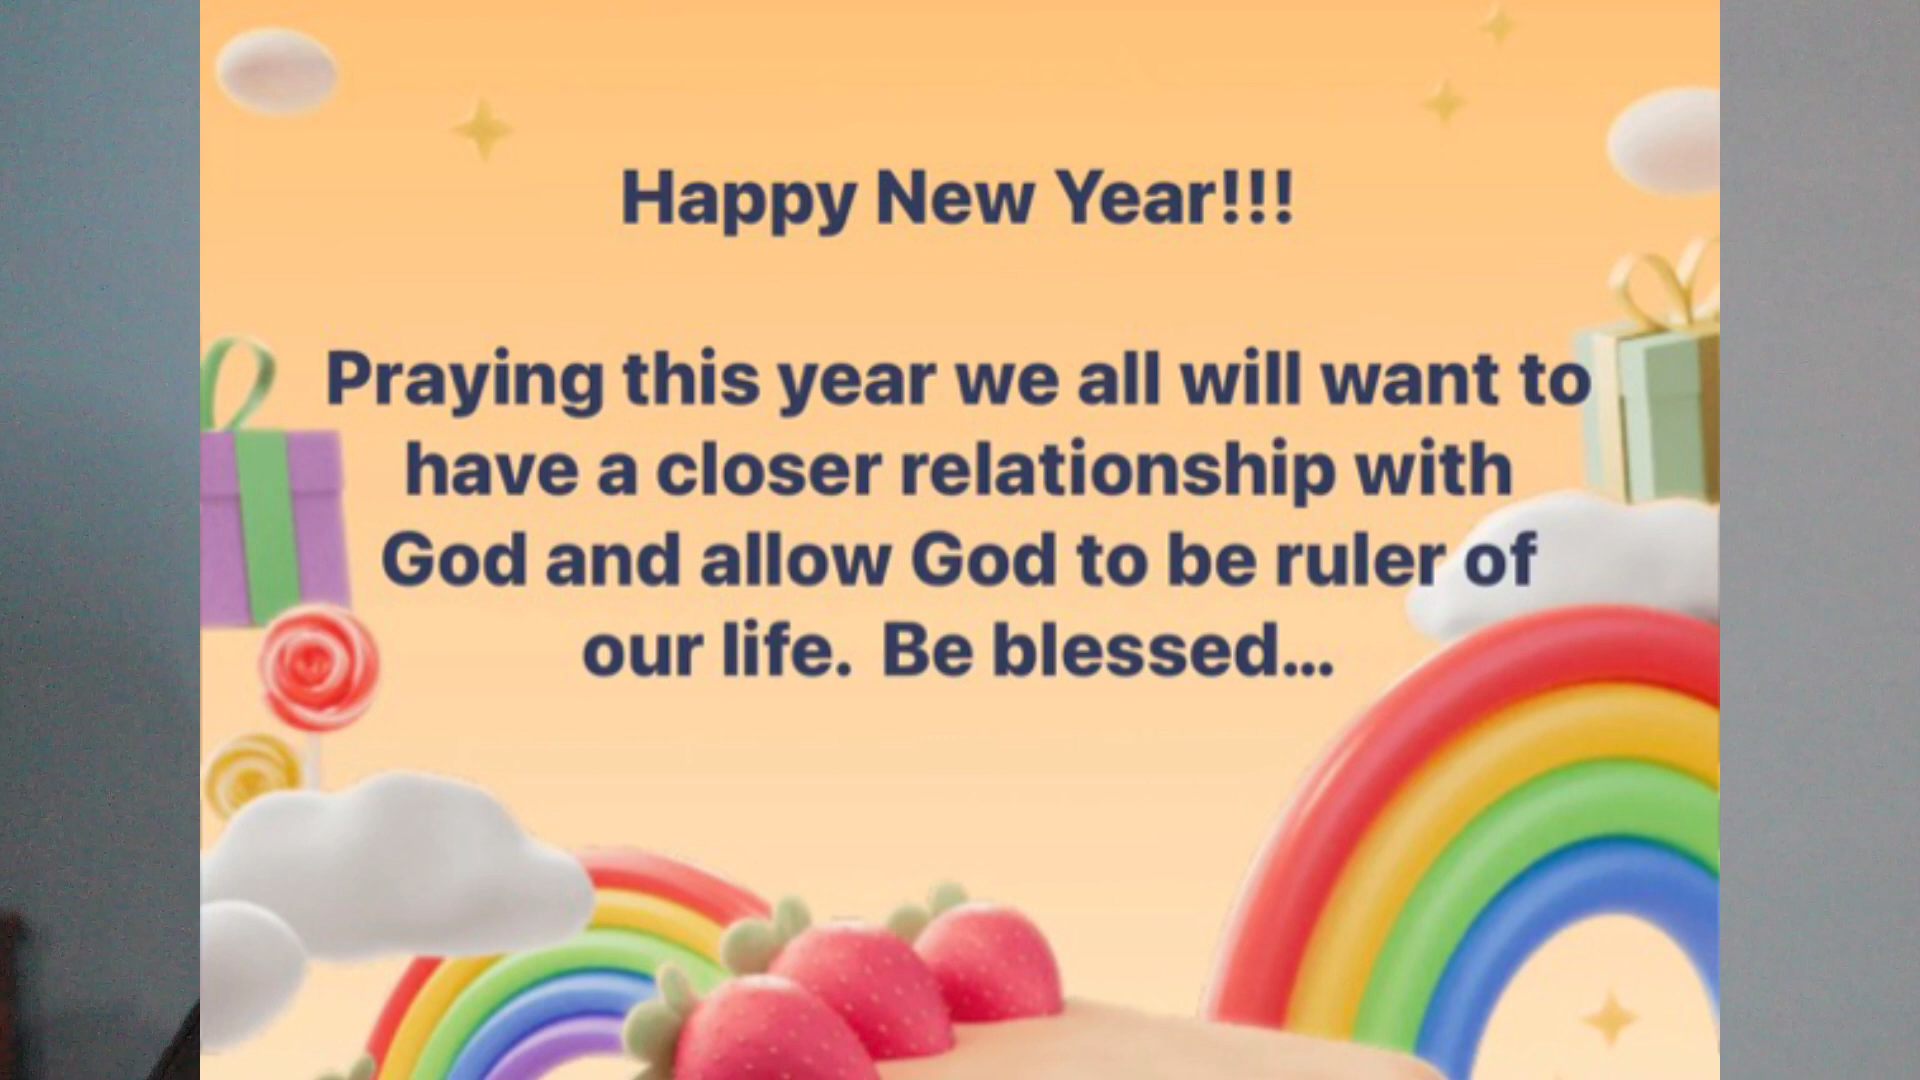 Happy New Year!!!
Praying this year we all will want to
have a closer relationship with
God and allow God to be ruler of
our life. Be blessed...